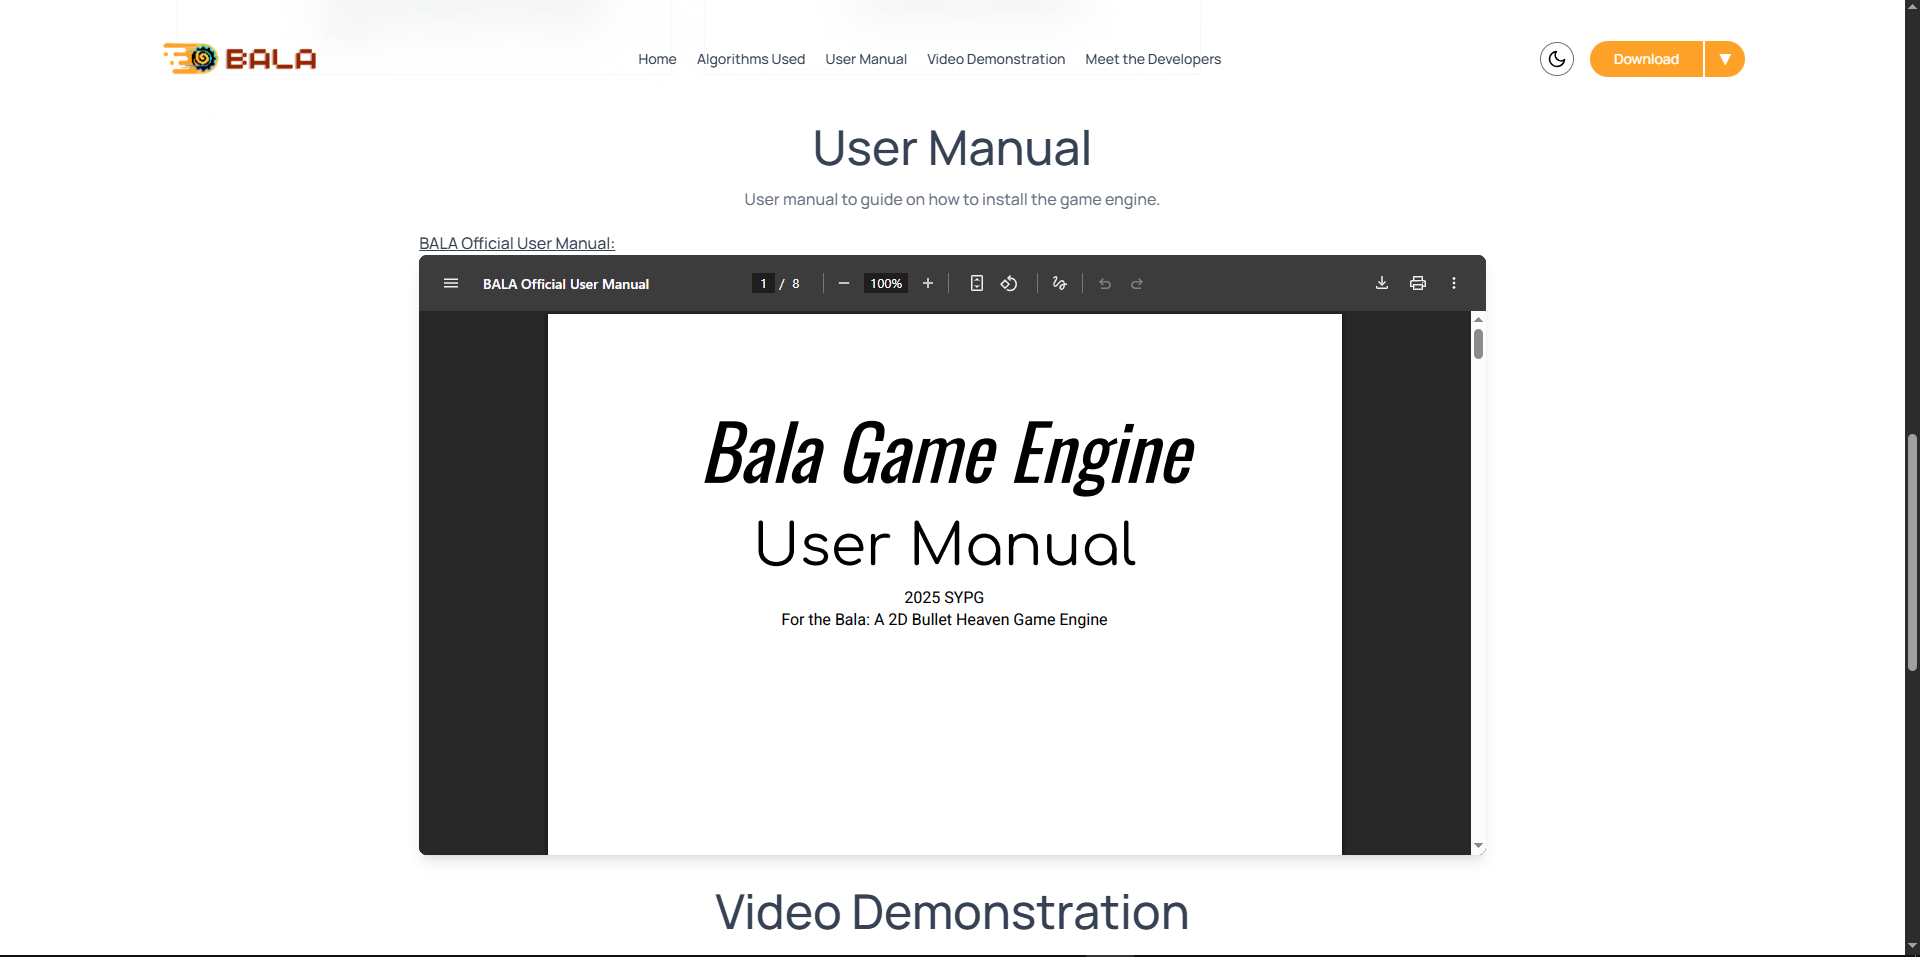 BALA
Home
Algorithms Used
User Manual
Video Demonstration
Meet the Developers
Download
User Manual
User manual to guide on how to install the game engine.
BALA Official User Manual:
BALA Official User Manual
1 / 8
100%
Bala Game Engine
User Manual
2025 SYPG
For the Bala: A 2D Bullet Heaven Game Engine
Video Demonstration